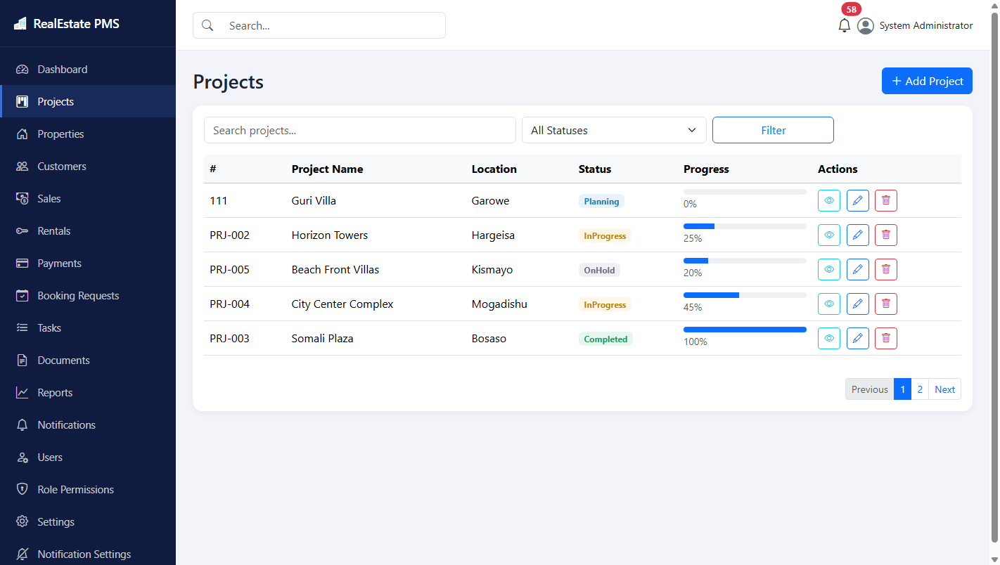 RealEstate PMS
Search...
58
System Administrator
Dashboard
Projects
Properties
Customers
Sales
Rentals
Payments
Booking Requests
Tasks
Documents
Reports
Notifications
Users
Role Permissions
Settings
Notification Settings
Projects
+ Add Project
Search projects... All Statuses Filter
# Project Name Location Status Progress Actions
111 Guri Villa Garowe Planning 0%
PRJ-002 Horizon Towers Hargeisa InProgress 25%
PRJ-005 Beach Front Villas Kismayo OnHold 20%
PRJ-004 City Center Complex Mogadishu InProgress 45%
PRJ-003 Somali Plaza Bosaso Completed 100%
Previous 1 2 Next